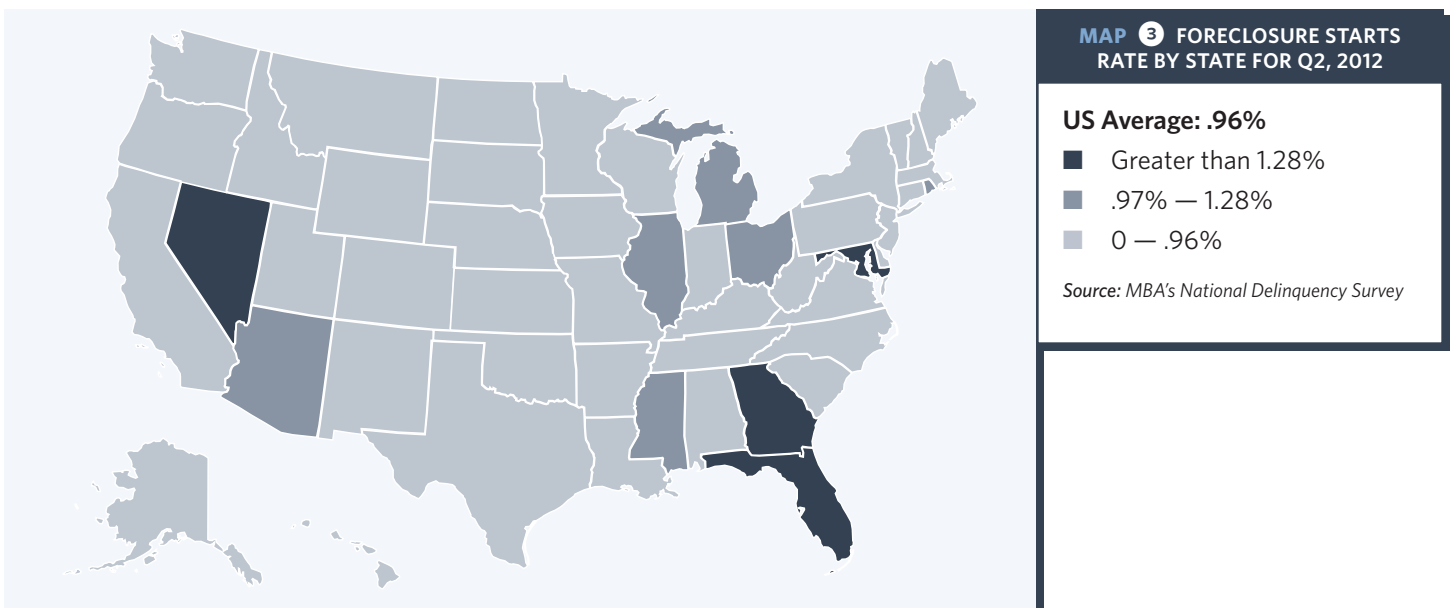 MAP 3 FORECLOSURE STARTS
RATE BY STATE FOR Q2, 2012
US Average: .96%
Greater than 1.28%
.97% — 1.28%
0 — .96%
Source: MBA's National Delinquency Survey